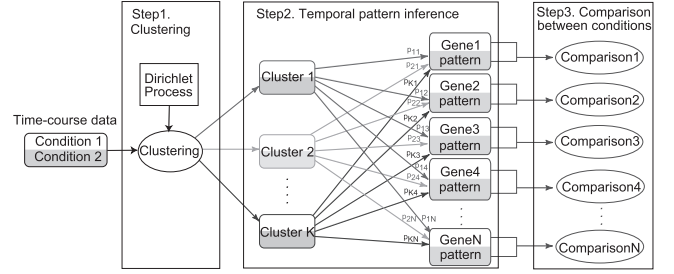 Step1.
Clustering
Step2. Temporal pattern inference
Step3. Comparison
between conditions
Dirichlet
Process
Time-course data
Condition 1
Condition 2
Clustering
Cluster 1
Cluster 2
Cluster K
p11
p21
pK1
p12
p22
pK2
p13
p23
pK3
p14
p24
pK4
p2N
p1N
pKN
Gene1
pattern
Gene2
pattern
Gene3
pattern
Gene4
pattern
GeneN
pattern
Comparison1
Comparison2
Comparison3
Comparison4
ComparisonN